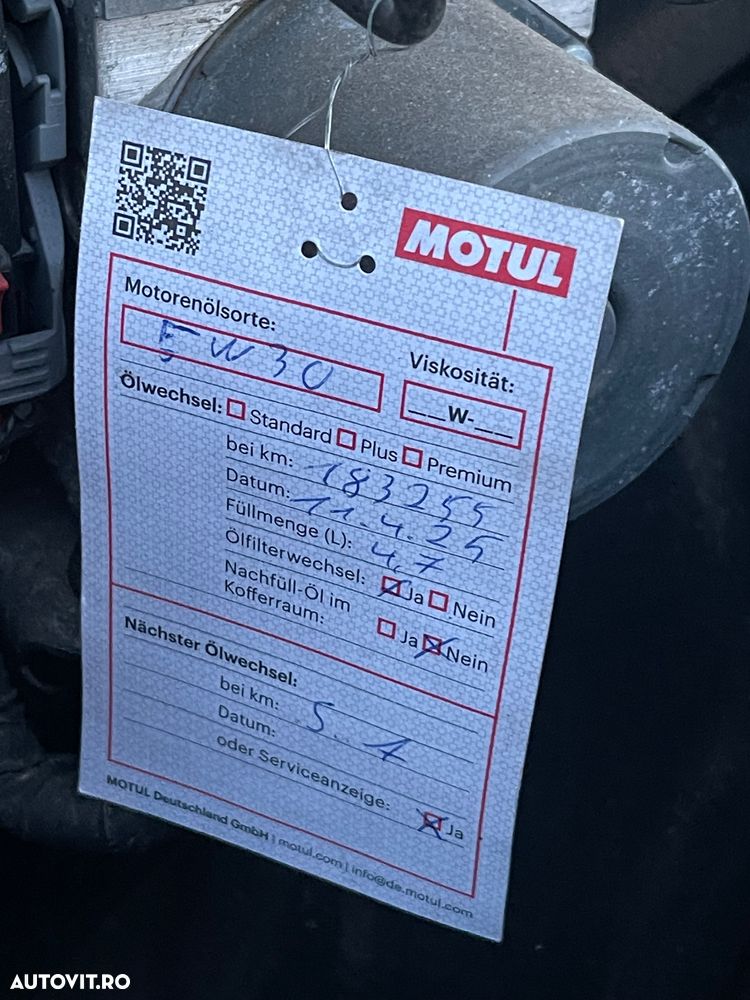 MOTUL
Motorenölsorte:
5W30
Viskosität:
__W-__
Ölwechsel: Standard Plus Premium
bei km: 183255
Datum: 11.4.25
Füllmenge (L): 4,7
Ölfilterwechsel: Ja Nein
Nachfüll-Öl im
Kofferraum: Ja Nein
Nächster Ölwechsel:
bei km:
Datum:
oder Serviceanzeige: Ja
MOTUL Deutschland GmbH | motul.com | info@de.motul.com
AUTOVIT.RO